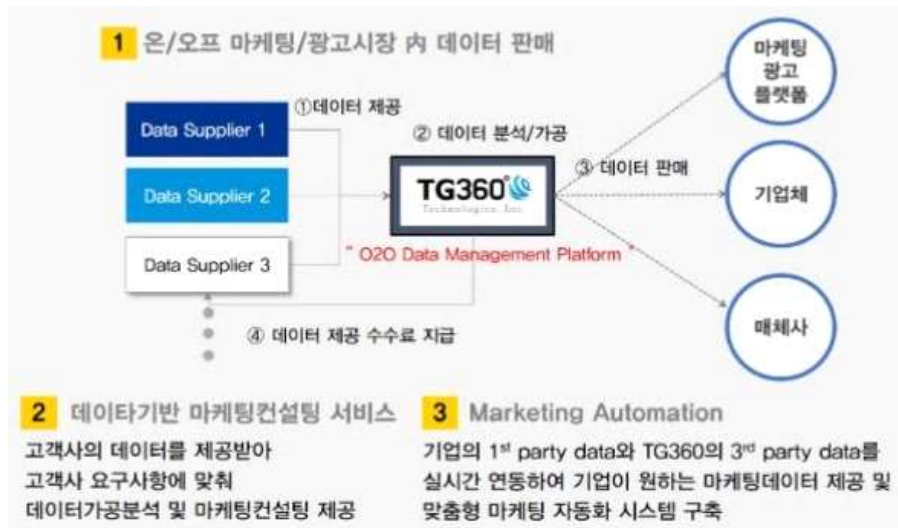 1 온/오프 마케팅/광고시장 內 데이터 판매
마케팅
광고
플랫폼
①데이터 제공
Data Supplier 1
② 데이터 분석/가공
③ 데이터 판매
Data Supplier 2
TG360°
Technologies Inc.
기업체
Data Supplier 3
" O2O Data Management Platform "
매체사
④ 데이터 제공 수수료 지급
2 데이타기반 마케팅컨설팅 서비스
고객사의 데이터를 제공받아
고객사 요구사항에 맞춰
데이터가공분석 및 마케팅컨설팅 제공
3 Marketing Automation
기업의 1st party data와 TG360의 3rd party data를
실시간 연동하여 기업이 원하는 마케팅데이터 제공 및
맞춤형 마케팅 자동화 시스템 구축